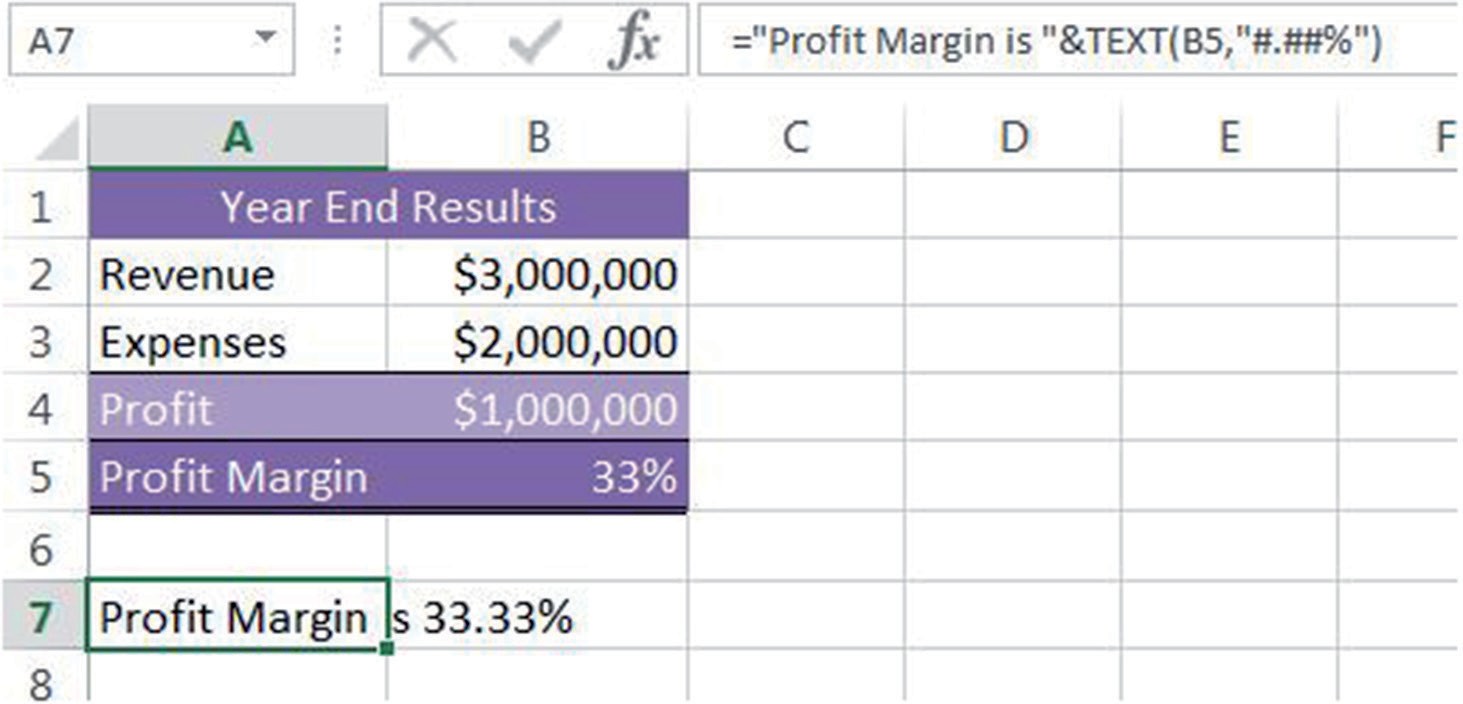 A7 fx ="Profit Margin is "&TEXT(B5,"#.##%")
A B C D E F
1 Year End Results
2 Revenue $3,000,000
3 Expenses $2,000,000
4 Profit $1,000,000
5 Profit Margin 33%
6
7 Profit Margin s 33.33%
8